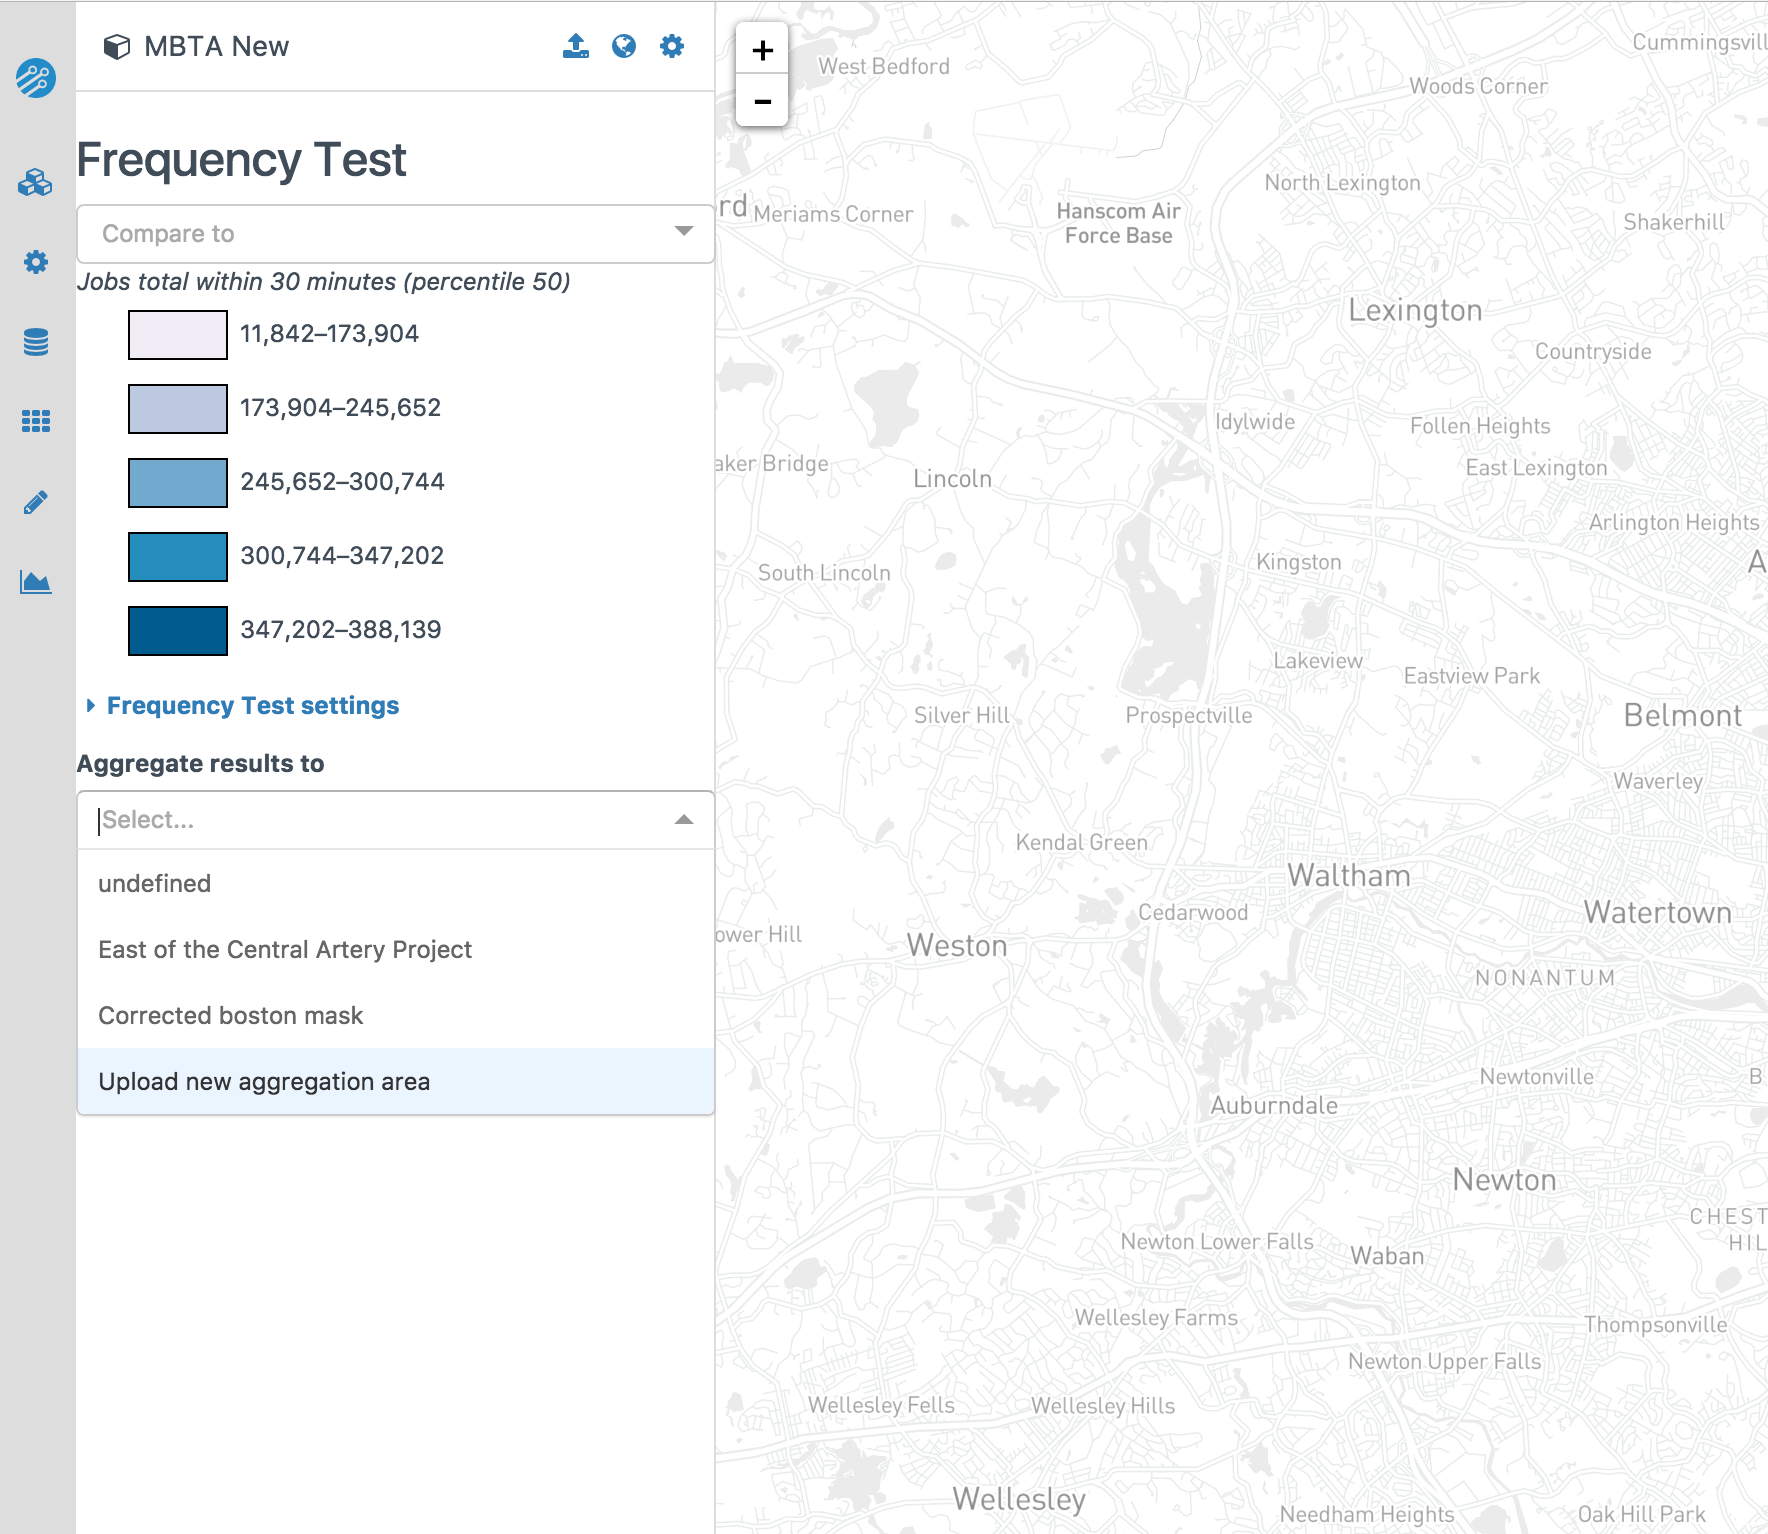 MBTA New
Frequency Test
Compare to
Jobs total within 30 minutes (percentile 50)
11,842–173,904
173,904–245,652
245,652–300,744
300,744–347,202
347,202–388,139
Frequency Test settings
Aggregate results to
Select...
undefined
East of the Central Artery Project
Corrected boston mask
Upload new aggregation area
+
−
Cummingsvill
West Bedford
Woods Corner
North Lexington
rd
Meriams Corner
Hanscom Air
Force Base
Shakerhill
Lexington
Countryside
Idylwide
Follen Heights
aker Bridge
East Lexington
Lincoln
Arlington Heights
A
Kingston
South Lincoln
Lakeview
Eastview Park
Silver Hill
Prospectville
Belmont
Waverley
Kendal Green
Waltham
Cedarwood
Watertown
ower Hill
Weston
NONANTUM
Newtonville
B
Auburndale
Newton
CHEST
HIL
Newton Lower Falls
Waban
Wellesley Farms
Thompsonville
Newton Upper Falls
Wellesley Fells
Wellesley Hills
Wellesley
Needham Heights
Oak Hill Park